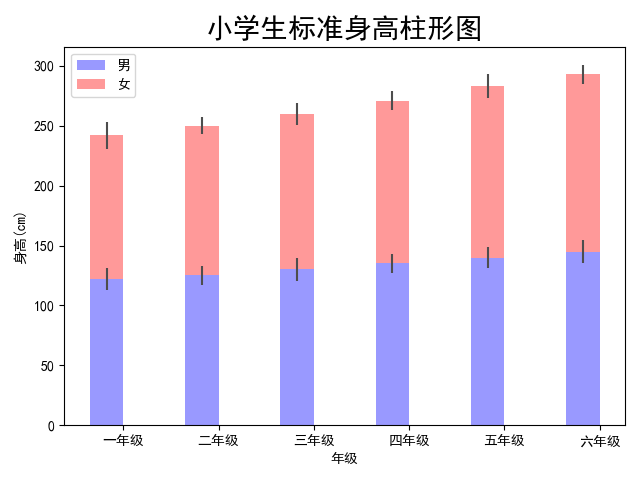 小学生标准身高柱形图
男
女
身高(cm)
300
250
200
150
100
50
0
一年级 二年级 三年级 四年级 五年级 六年级
年级